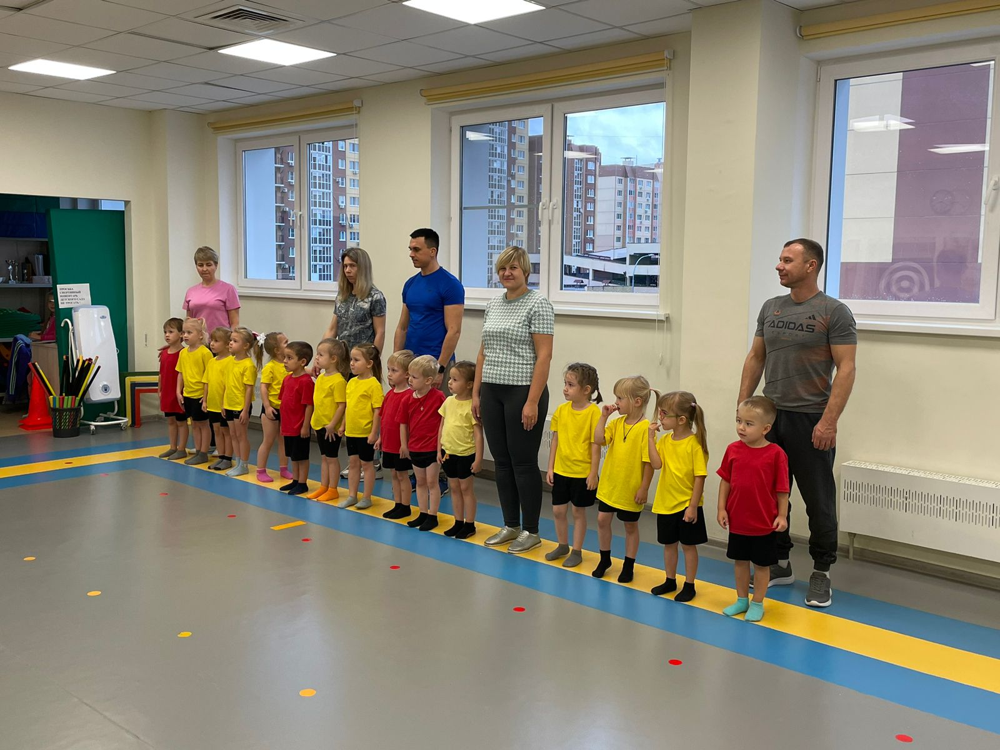 ПРОСЬБА
СПОРТИВНЫЙ
ИНВЕНТАРЬ
ДЕТСКОГО САДА
НЕ ТРОГАТЬ!
ADIDAS